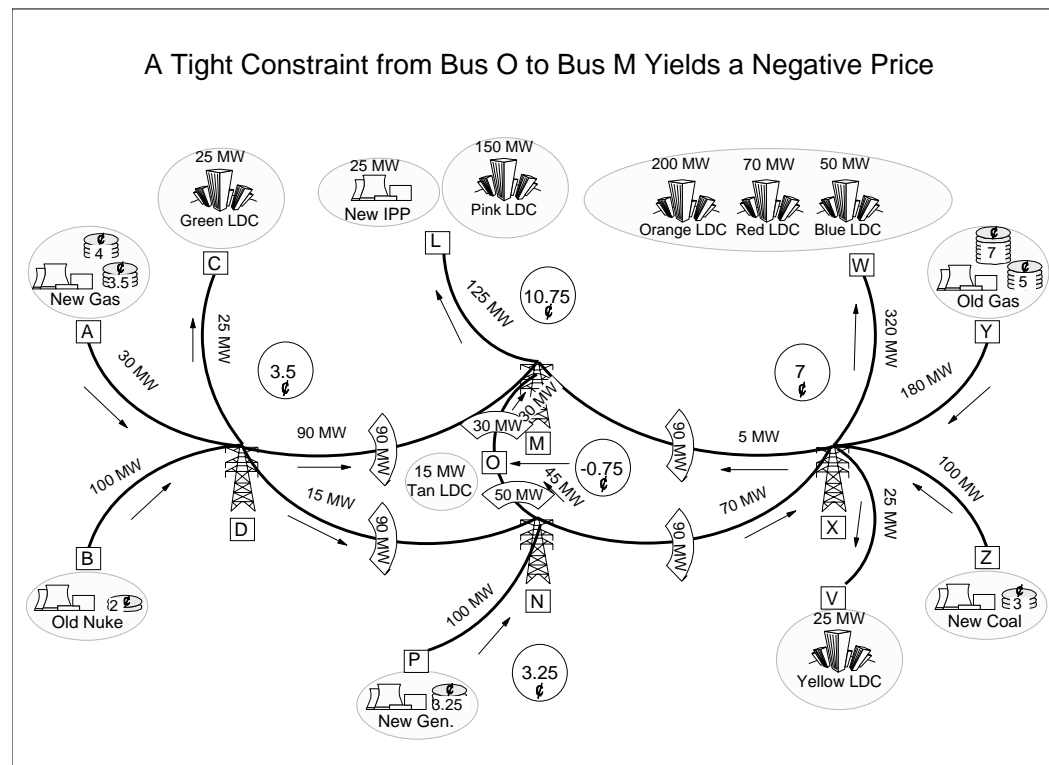 A Tight Constraint from Bus O to Bus M Yields a Negative Price
25 MW
Green LDC
25 MW
New IPP
150 MW
Pink LDC
200 MW
70 MW
50 MW
Orange LDC
Red LDC
Blue LDC
¢
4
¢
3.5
New Gas
C
L
W
¢
7
¢
5
Old Gas
A
Y
25 MW
125 MW
10.75
¢
320 MW
30 MW
3.5
¢
7
¢
180 MW
90 MW
90 MW
30 MW
30 MW
M
90 MW
5 MW
100 MW
15 MW
Tan LDC
O
-0.75
¢
100 MW
D
15 MW
90 MW
50 MW
45 MW
90 MW
70 MW
X
25 MW
B
N
V
Z
¢
2
Old Nuke
100 MW
25 MW
Yellow LDC
¢
3
New Coal
P
3.25
¢
¢
3.25
New Gen.